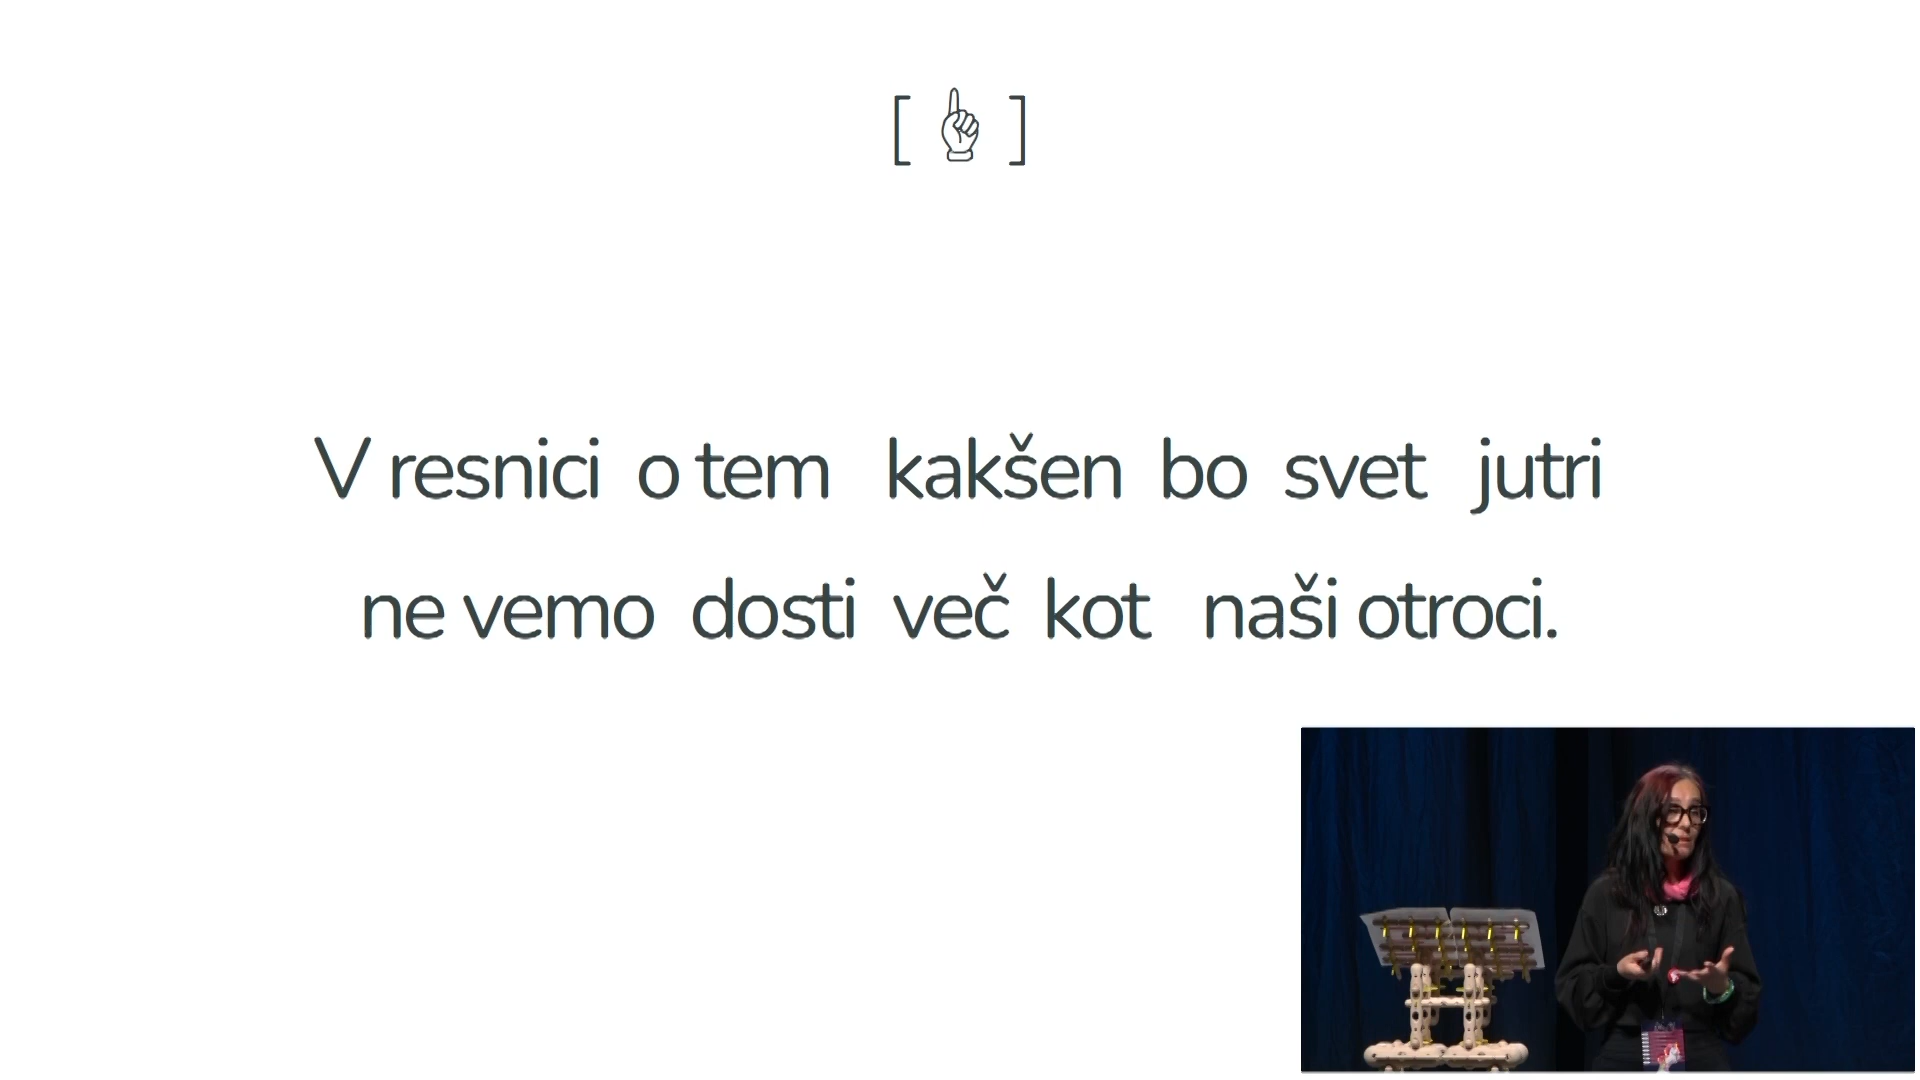 [ ☝ ]
V resnici o tem kakšen bo svet jutri
ne vemo dosti več kot naši otroci.